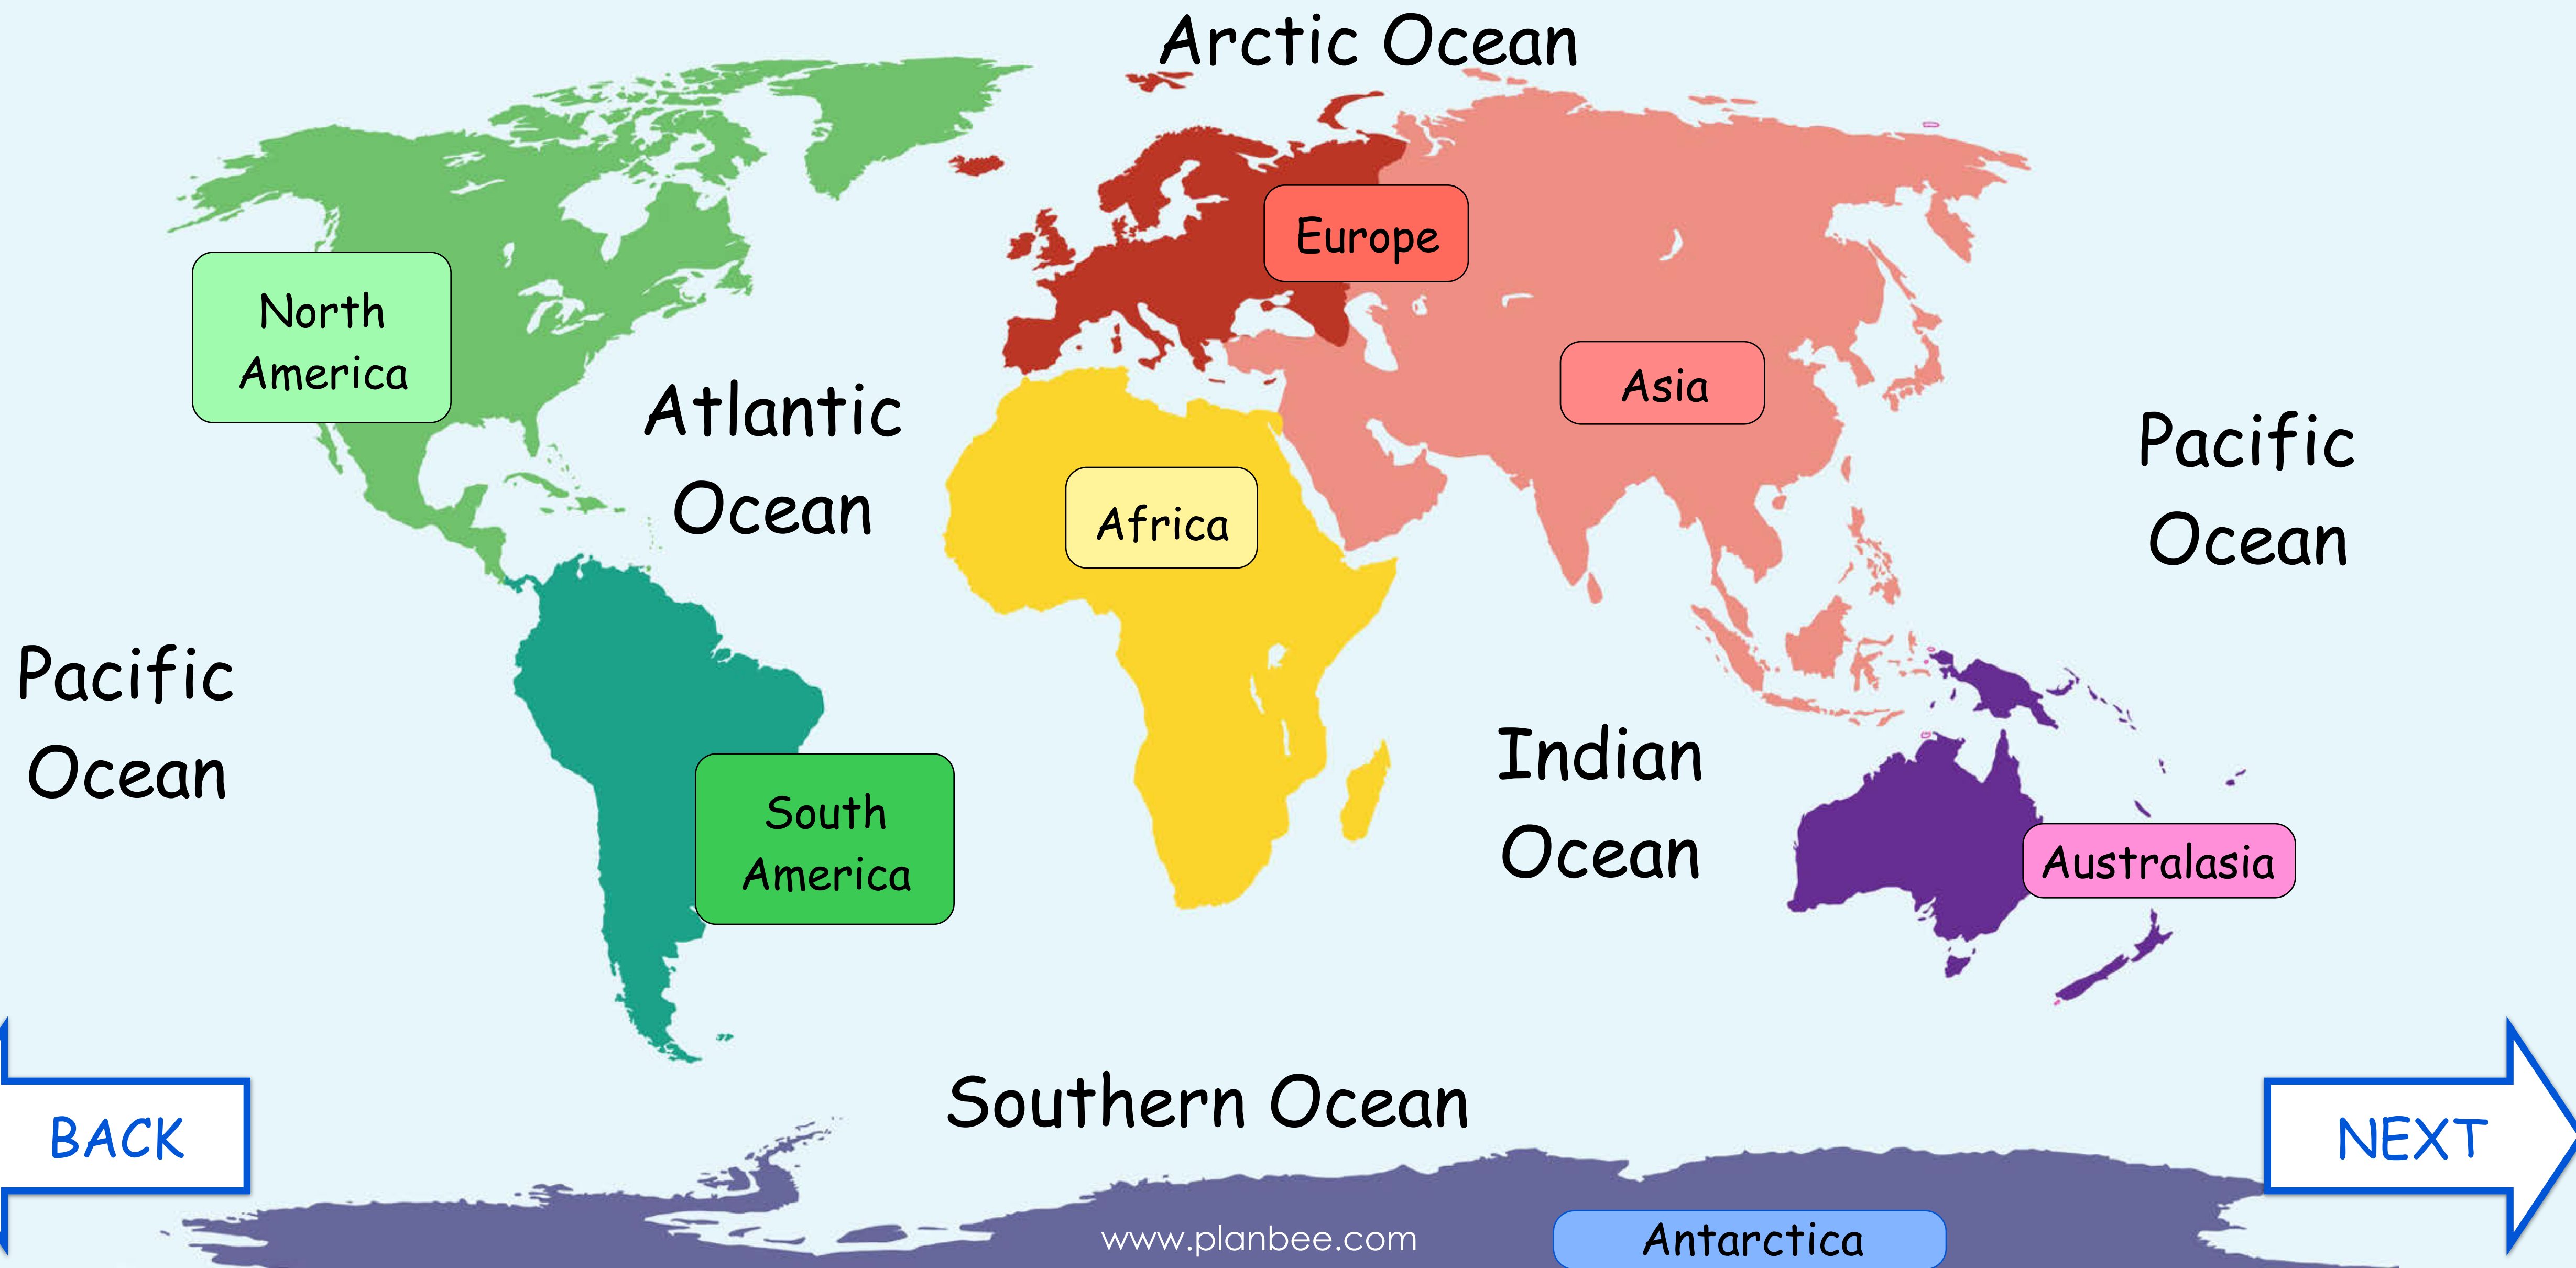 Arctic Ocean
Europe
North
America
Asia
Atlantic
Ocean
Pacific
Ocean
Africa
Pacific
Ocean
Indian
Ocean
South
America
Australasia
Southern Ocean
BACK
NEXT
www.planbee.com
Antarctica